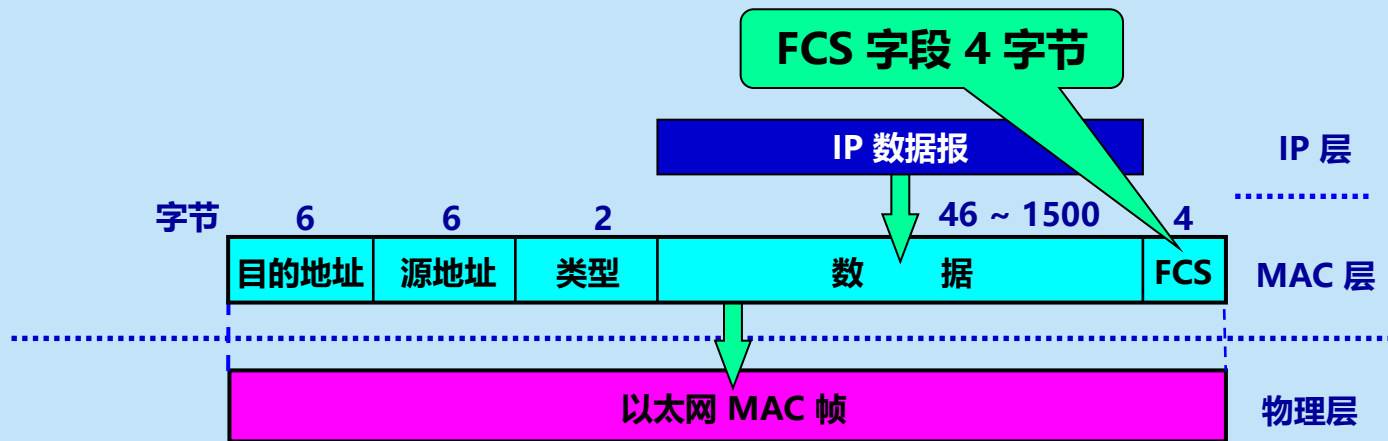 FCS 字段 4 字节
IP 数据报
IP 层
字节 6 6 2 46 ~ 1500 4
目的地址 源地址 类型 数 据 FCS MAC 层
以太网 MAC 帧
物理层